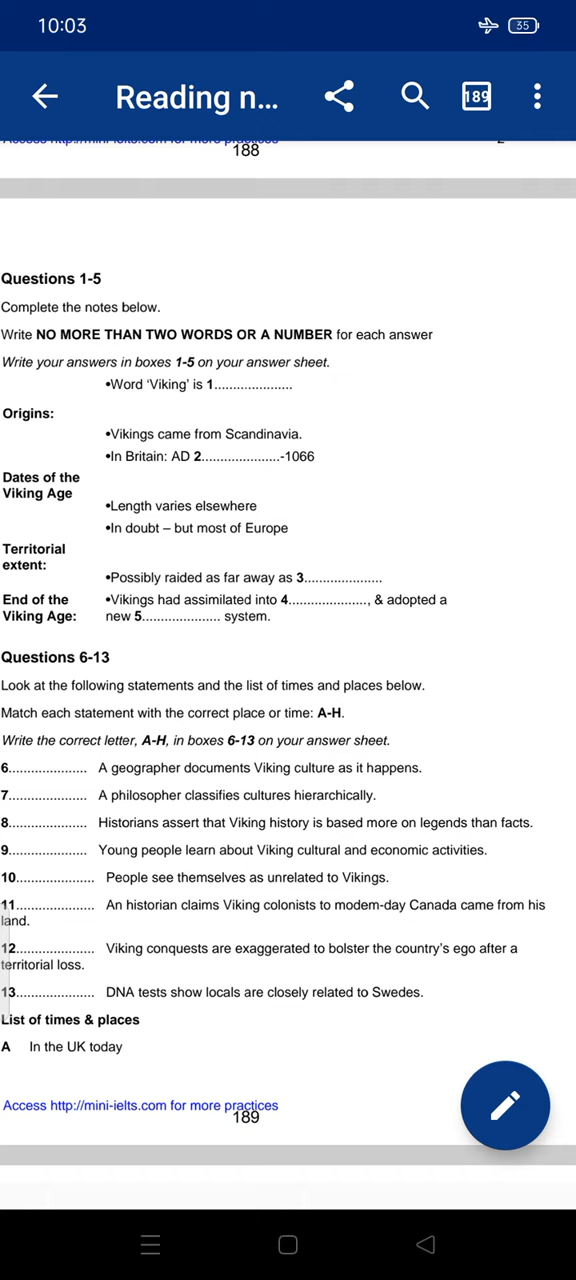 10:03
35
Reading n...
189
Access http://mini-ielts.com for more practices
188
Questions 1-5
Complete the notes below.
Write NO MORE THAN TWO WORDS OR A NUMBER for each answer
Write your answers in boxes 1-5 on your answer sheet.
•Word ‘Viking’ is 1.....................
Origins:
•Vikings came from Scandinavia.
•In Britain: AD 2.....................-1066
Dates of the
Viking Age
•Length varies elsewhere
•In doubt – but most of Europe
Territorial
extent:
•Possibly raided as far away as 3.....................
End of the •Vikings had assimilated into 4....................., & adopted a
Viking Age: new 5..................... system.
Questions 6-13
Look at the following statements and the list of times and places below.
Match each statement with the correct place or time: A-H.
Write the correct letter, A-H, in boxes 6-13 on your answer sheet.
6..................... A geographer documents Viking culture as it happens.
7..................... A philosopher classifies cultures hierarchically.
8..................... Historians assert that Viking history is based more on legends than facts.
9..................... Young people learn about Viking cultural and economic activities.
10..................... People see themselves as unrelated to Vikings.
11..................... An historian claims Viking colonists to modem-day Canada came from his
land.
12..................... Viking conquests are exaggerated to bolster the country’s ego after a
territorial loss.
13..................... DNA tests show locals are closely related to Swedes.
List of times & places
A In the UK today
Access http://mini-ielts.com for more practices
189